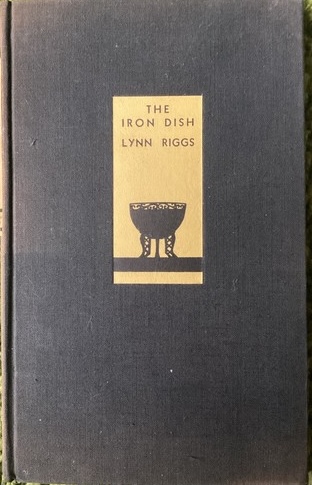 THE
IRON DISH
LYNN RIGGS